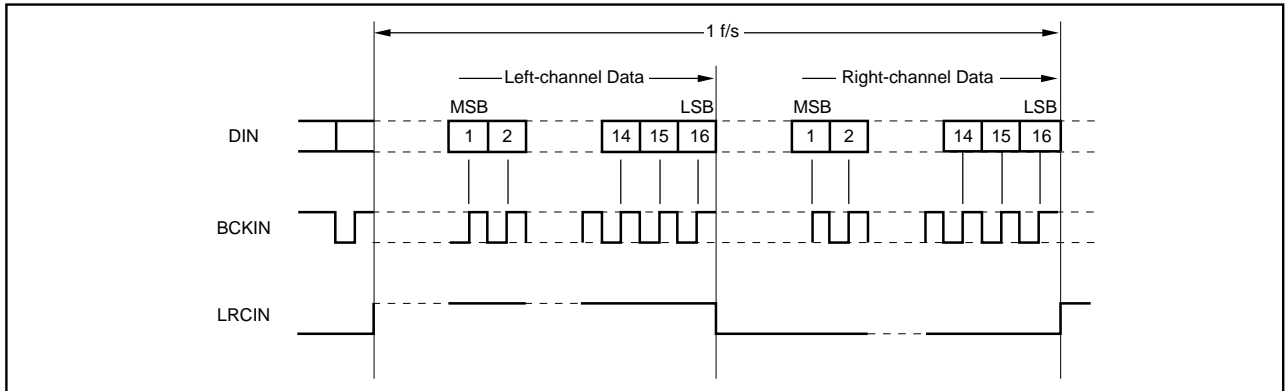 1 f/s
Left-channel Data Right-channel Data
MSB LSB MSB LSB
DIN 1 2 14 15 16 1 2 14 15 16
BCKIN
LRCIN